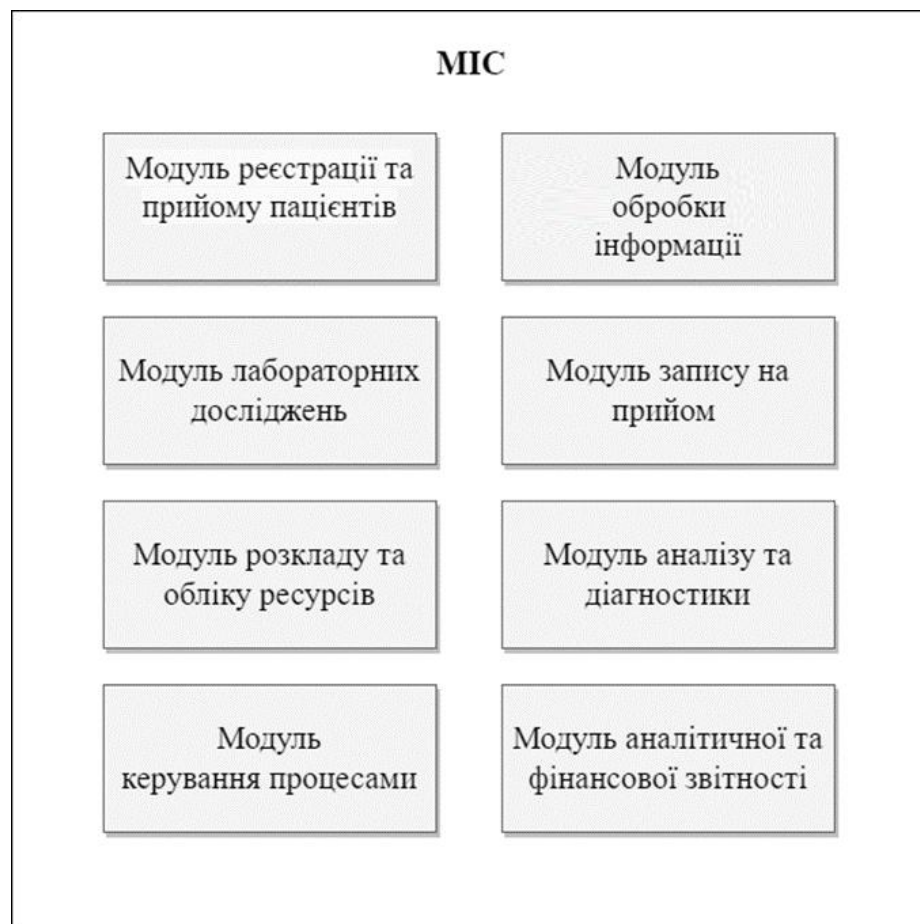 МІС
Модуль реєстрації та
прийому пацієнтів
Модуль
обробки
інформації
Модуль лабораторних
досліджень
Модуль запису на
прийом
Модуль розкладу та
обліку ресурсів
Модуль аналізу та
діагностики
Модуль
керування процесами
Модуль аналітичної та
фінансової звітності